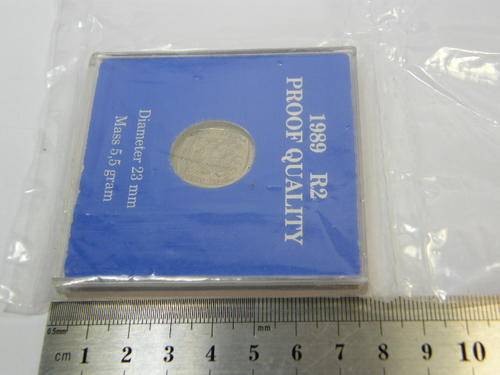 1989 R2
PROOF QUALITY
Diameter 23 mm
Mass 5,5 gram
0.5mm
mm
cm 1 2 3 4 5 6 7 8 9 10